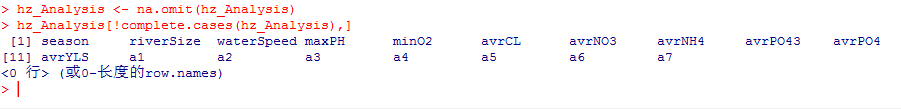 > hz_Analysis <- na.omit(hz_Analysis)
> hz_Analysis[!complete.cases(hz_Analysis),]
 [1] season     riverSize  waterSpeed maxPH      minO2      avrCL      avrNO3     avrNH4     avrPO43    avrPO4
[11] avrYLS     a1         a2         a3         a4         a5         a6         a7
<0 行> (或0-长度的row.names)
>